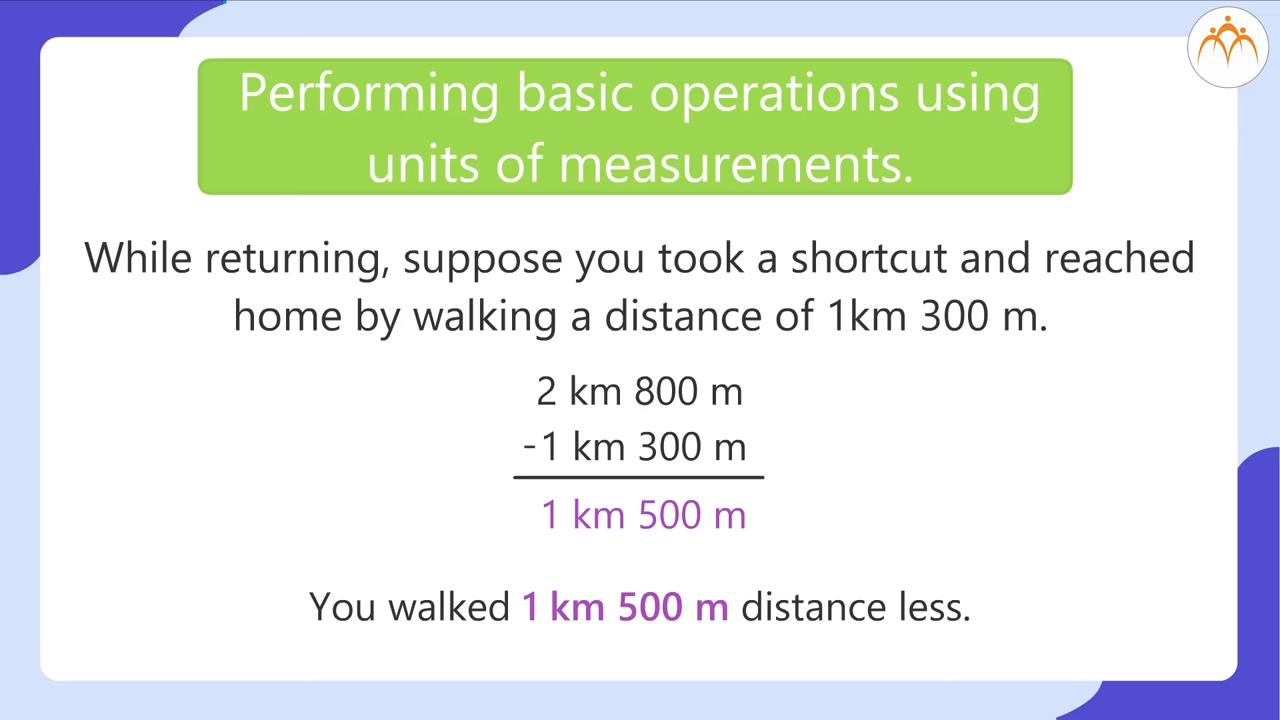 Performing basic operations using
units of measurements.
While returning, suppose you took a shortcut and reached
home by walking a distance of 1km 300 m.
2 km 800 m
-1 km 300 m
1 km 500 m
You walked 1 km 500 m distance less.